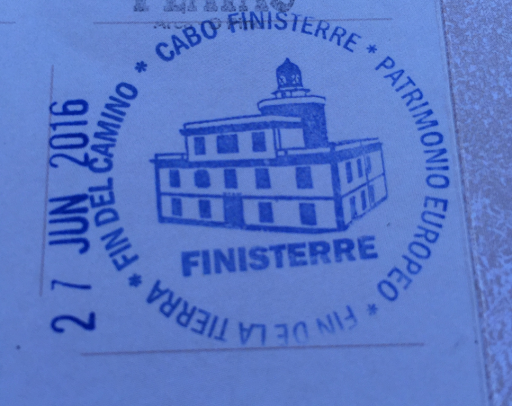 * CABO FINISTERRE * PATRIMONIO EUROPEO * FIN DE LA TIERRA * FIN DEL CAMINO
FINISTERRE
27 JUN 2016